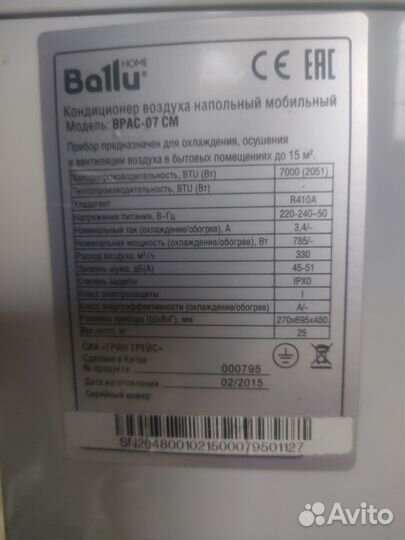 HOME
Ballu®
CE EAC
Кондиционер воздуха напольный мобильный
Модель: BPAC-07 CM
Прибор предназначен для охлаждения, осушения
и вентиляции воздуха в бытовых помещениях до 15 м².
Холодопроизводительность, BTU (Вт) 7000 (2051)
Теплопроизводительность, BTU (Вт) -
Хладагент R410A
Напряжение питания, В~Гц 220-240~50
Номинальный ток (охлаждение/обогрев), А 3,4/-
Номинальная мощность (охлаждение/обогрев), Вт 785/-
Расход воздуха, м³/ч 330
Уровень шума, дБ(А) 45-51
Степень защиты IPX0
Класс электрозащиты I
Класс энергоэффективности (охлаждение/обогрев) A/-
Размеры прибора (ШхВхГ), мм 270x695x480
Вес нетто, кг 25
СИА «ГРИН ТРЕЙС»
Сделано в Китае
№ продукта 000795
Дата изготовления 02/2015
Серийный номер:
SN2048001021500079501127
Avito